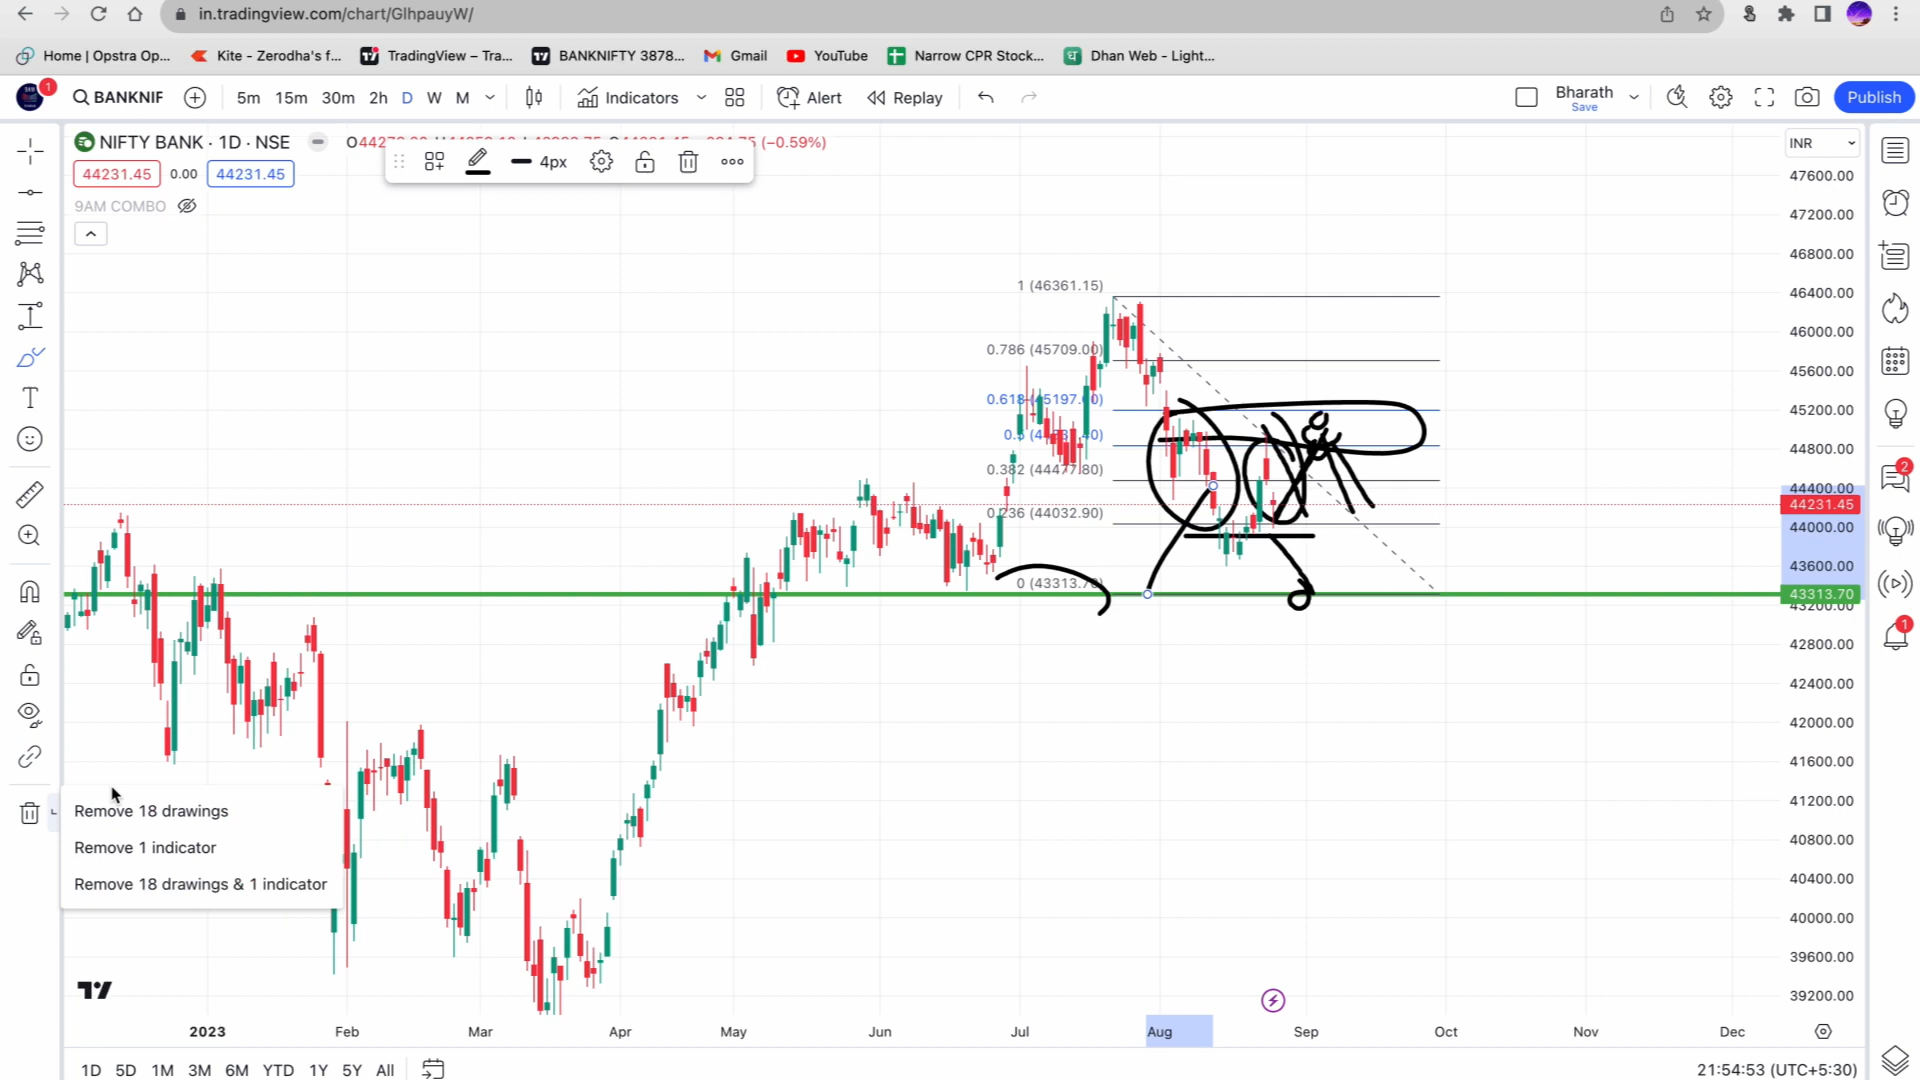 in.tradingview.com/chart/GlhpauyW/
Home | Opstra Op... Kite - Zerodha's f... TradingView – Tra... BANKNIFTY 3878... Gmail YouTube Narrow CPR Stock... Dhan Web - Light...
1 BANKNIF 5m 15m 30m 2h D W M Indicators Alert Replay Bharath Save Publish
NIFTY BANK · 1D · NSE (−0.59%) INR
4px
44231.45 0.00 44231.45
9AM COMBO
47600.00
47200.00
46800.00
1 (46361.15)
46400.00
46000.00
0.786 (45709.00)
45600.00
45200.00
44800.00
0.382 (44477.80)
44400.00
44231.45
0.236 (44032.90)
44000.00
43600.00
43313.70
43200.00
42800.00
42400.00
42000.00
41600.00
Remove 18 drawings
41200.00
Remove 1 indicator
40800.00
Remove 18 drawings & 1 indicator
40400.00
40000.00
39600.00
39200.00
2023 Feb Mar Apr May Jun Jul Aug Sep Oct Nov Dec
1D 5D 1M 3M 6M YTD 1Y 5Y All 21:54:53 (UTC+5:30)
2
1